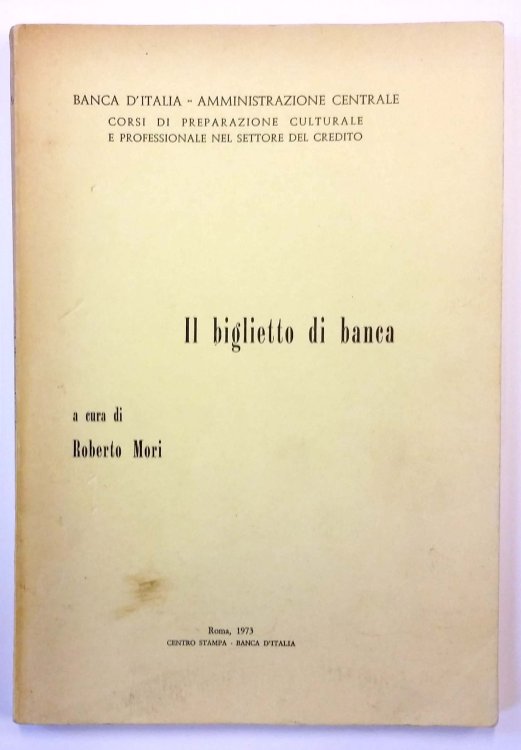 BANCA D'ITALIA - AMMINISTRAZIONE CENTRALE
CORSI DI PREPARAZIONE CULTURALE
E PROFESSIONALE NEL SETTORE DEL CREDITO
Il biglietto di banca
a cura di
Roberto Mori
Roma, 1973
CENTRO STAMPA - BANCA D'ITALIA